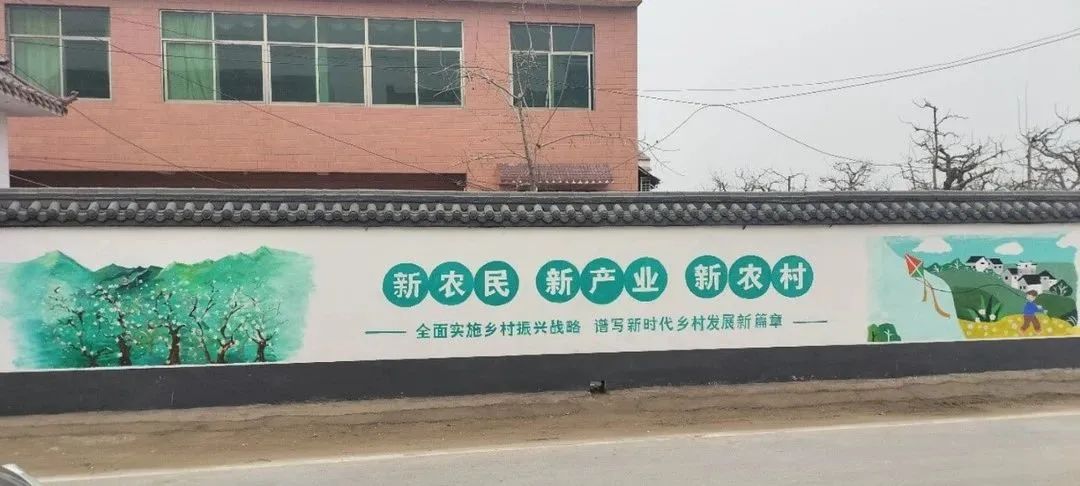 新农民 新产业 新农村
全面实施乡村振兴战略 谱写新时代乡村发展新篇章